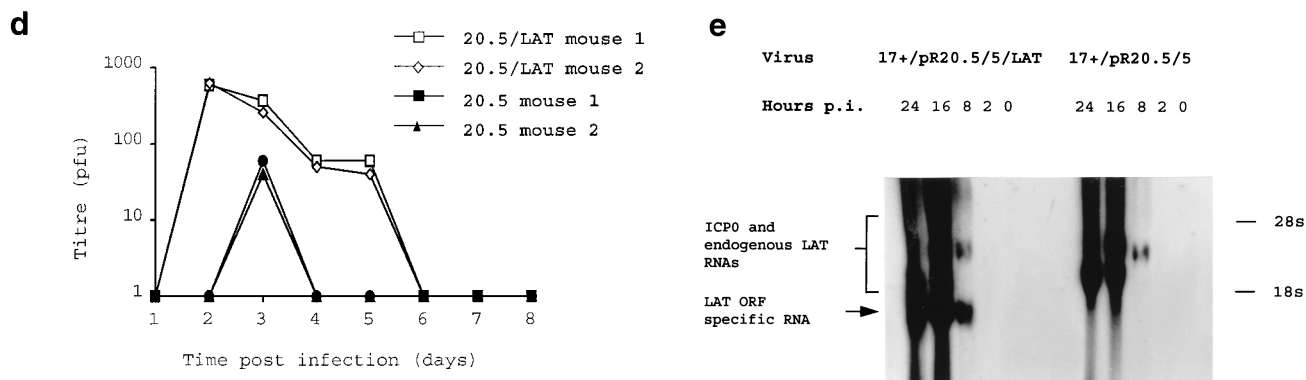 d
20.5/LAT mouse 1
20.5/LAT mouse 2
20.5 mouse 1
20.5 mouse 2
1000
100
10
1
Titre (pfu)
1 2 3 4 5 6 7 8
Time post infection (days)
e
Virus 17+/pR20.5/5/LAT 17+/pR20.5/5
Hours p.i. 24 16 8 2 0 24 16 8 2 0
ICP0 and
endogenous LAT
RNAs
LAT ORF
specific RNA
28s
18s